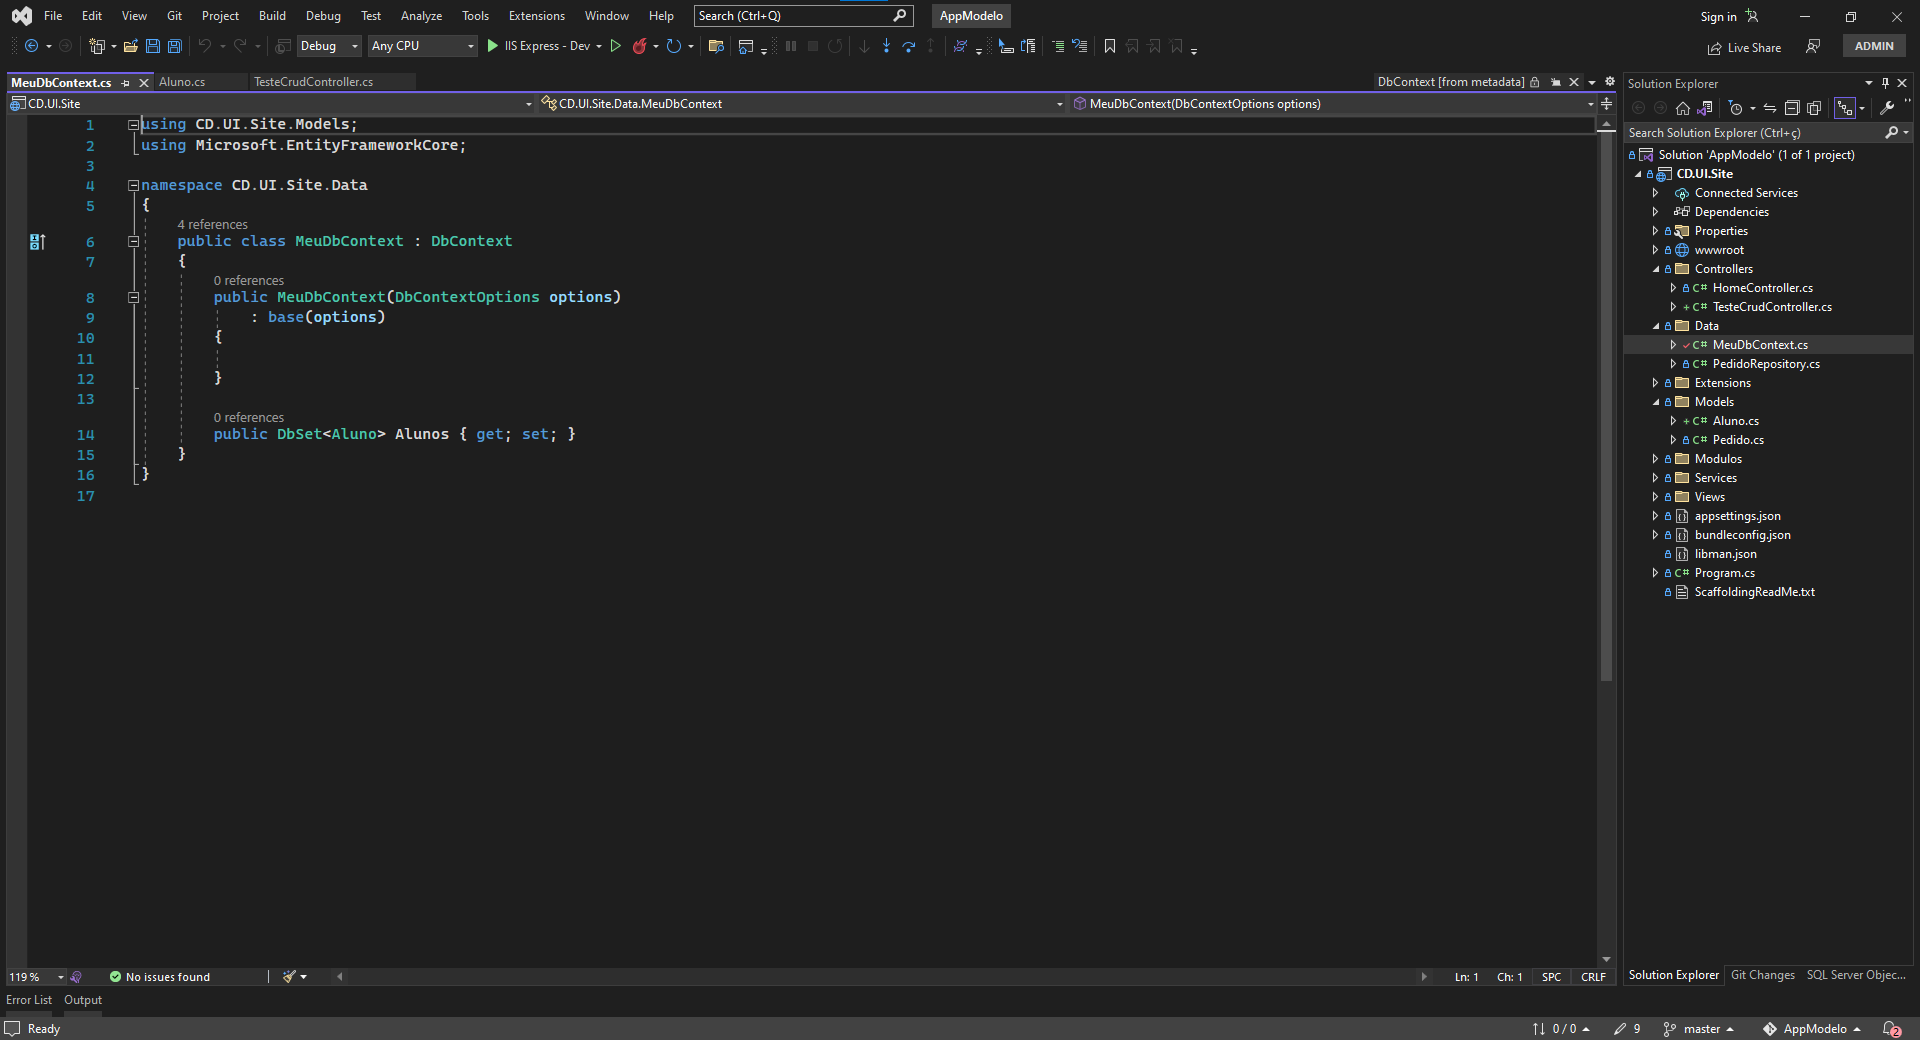 File Edit View Git Project Build Debug Test Analyze Tools Extensions Window Help Search (Ctrl+Q) AppModelo Sign in
Debug Any CPU IIS Express - Dev Live Share ADMIN
MeuDbContext.cs Aluno.cs TesteCrudController.cs DbContext [from metadata]
CD.UI.Site CD.UI.Site.Data.MeuDbContext MeuDbContext(DbContextOptions options)
1 using CD.UI.Site.Models;
2 using Microsoft.EntityFrameworkCore;
3
4 namespace CD.UI.Site.Data
5 {
4 references
6 public class MeuDbContext : DbContext
7 {
0 references
8 public MeuDbContext(DbContextOptions options)
9 : base(options)
10 {
11
12 }
13
0 references
14 public DbSet<Aluno> Alunos { get; set; }
15 }
16 }
17
119 % No issues found Ln: 1 Ch: 1 SPC CRLF
Error List Output
Solution Explorer
Search Solution Explorer (Ctrl+ç)
Solution 'AppModelo' (1 of 1 project)
CD.UI.Site
Connected Services
Dependencies
Properties
wwwroot
Controllers
C# HomeController.cs
+ C# TesteCrudController.cs
Data
C# MeuDbContext.cs
C# PedidoRepository.cs
Extensions
Models
+ C# Aluno.cs
C# Pedido.cs
Modulos
Services
Views
appsettings.json
bundleconfig.json
libman.json
C# Program.cs
ScaffoldingReadMe.txt
Solution Explorer Git Changes SQL Server Objec...
Ready 0 / 0 9 master AppModelo 2